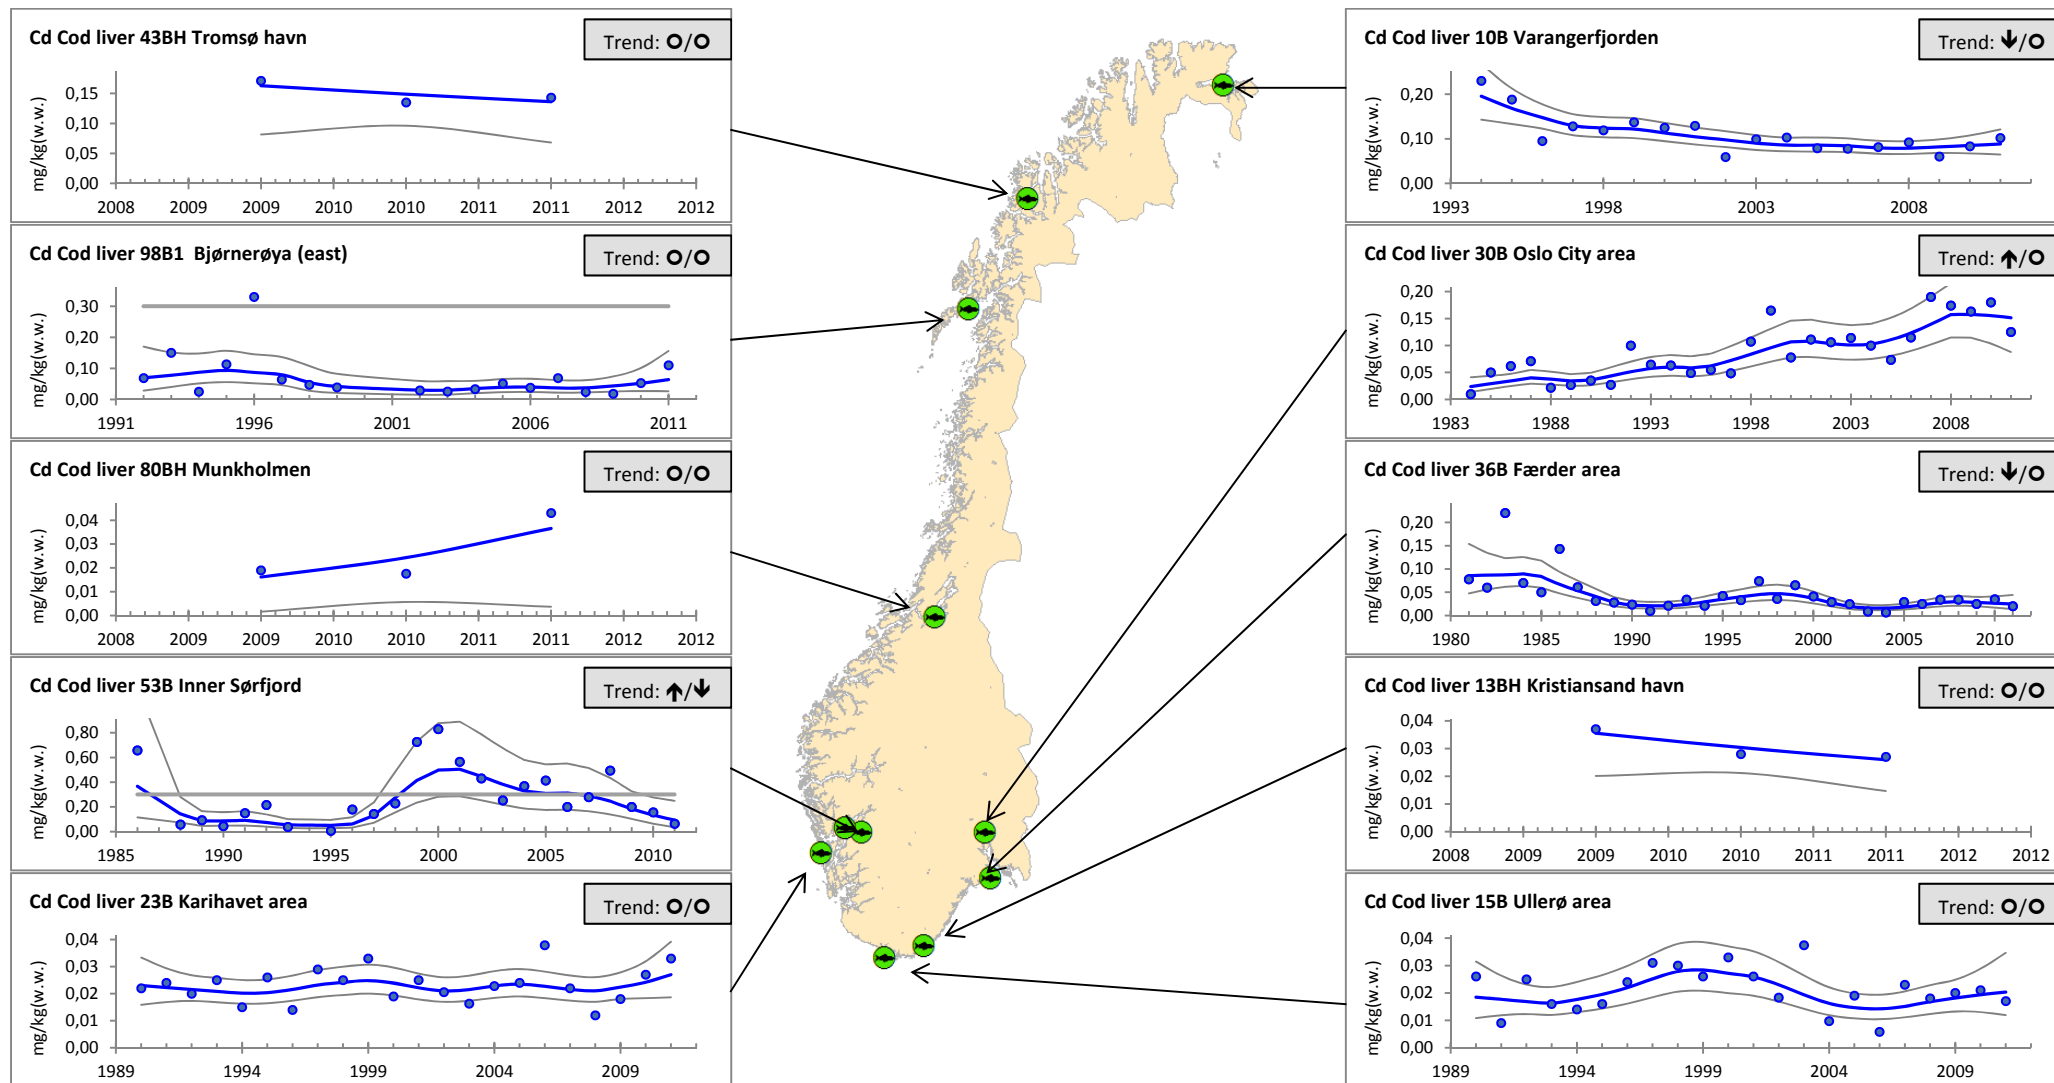 Cd Cod liver 43BH Tromsø havn
Trend: O/O
mg/kg(w.w.)
0,15
0,10
0,05
0,00
2008 2009 2009 2010 2010 2011 2011 2012 2012
Cd Cod liver 98B1 Bjørnerøya (east)
Trend: O/O
mg/kg(w.w.)
0,30
0,20
0,10
0,00
1991 1996 2001 2006 2011
Cd Cod liver 80BH Munkholmen
Trend: O/O
mg/kg(w.w.)
0,04
0,03
0,02
0,01
0,00
2008 2009 2009 2010 2010 2011 2011 2012 2012
Cd Cod liver 53B Inner Sørfjord
Trend: ↑/↓
mg/kg(w.w.)
0,80
0,60
0,40
0,20
0,00
1985 1990 1995 2000 2005 2010
Cd Cod liver 23B Karihavet area
Trend: O/O
mg/kg(w.w.)
0,04
0,03
0,02
0,01
0,00
1989 1994 1999 2004 2009
Cd Cod liver 10B Varangerfjorden
Trend: ↓/O
mg/kg(w.w.)
0,20
0,10
0,00
1993 1998 2003 2008
Cd Cod liver 30B Oslo City area
Trend: ↑/O
mg/kg(w.w.)
0,20
0,15
0,10
0,05
0,00
1983 1988 1993 1998 2003 2008
Cd Cod liver 36B Færder area
Trend: ↓/O
mg/kg(w.w.)
0,20
0,15
0,10
0,05
0,00
1980 1985 1990 1995 2000 2005 2010
Cd Cod liver 13BH Kristiansand havn
Trend: O/O
mg/kg(w.w.)
0,04
0,03
0,02
0,01
0,00
2008 2009 2009 2010 2010 2011 2011 2012 2012
Cd Cod liver 15B Ullerø area
Trend: O/O
mg/kg(w.w.)
0,04
0,03
0,02
0,01
0,00
1989 1994 1999 2004 2009